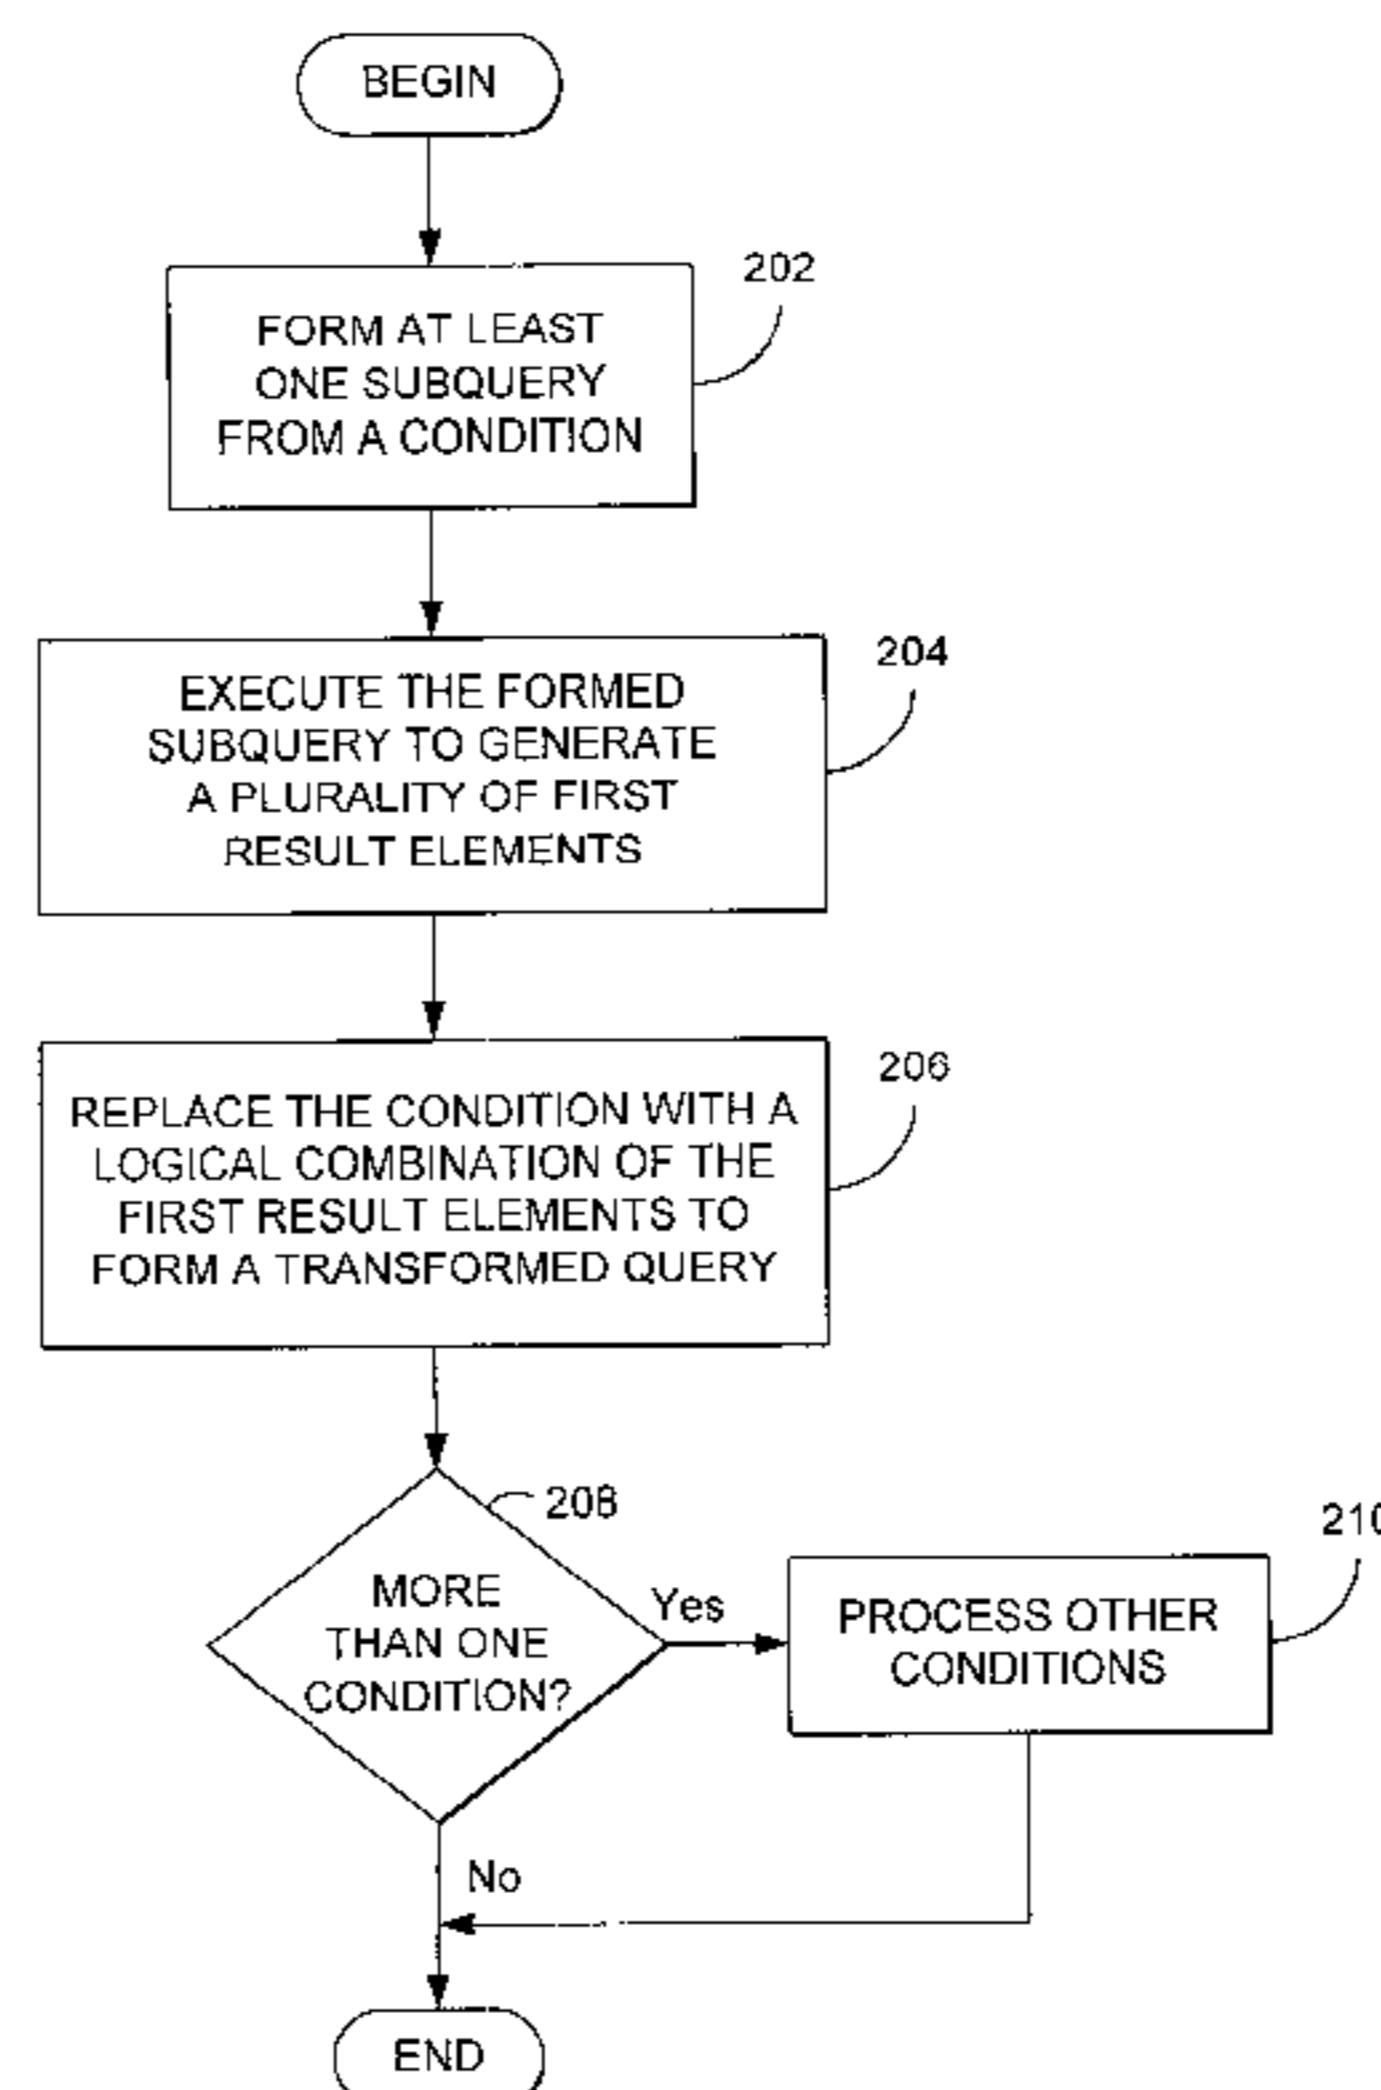 BEGIN
202
FORM AT LEAST
ONE SUBQUERY
FROM A CONDITION
204
EXECUTE THE FORMED
SUBQUERY TO GENERATE
A PLURALITY OF FIRST
RESULT ELEMENTS
206
REPLACE THE CONDITION WITH A
LOGICAL COMBINATION OF THE
FIRST RESULT ELEMENTS TO
FORM A TRANSFORMED QUERY
208
MORE
THAN ONE
CONDITION?
Yes
210
PROCESS OTHER
CONDITIONS
No
END